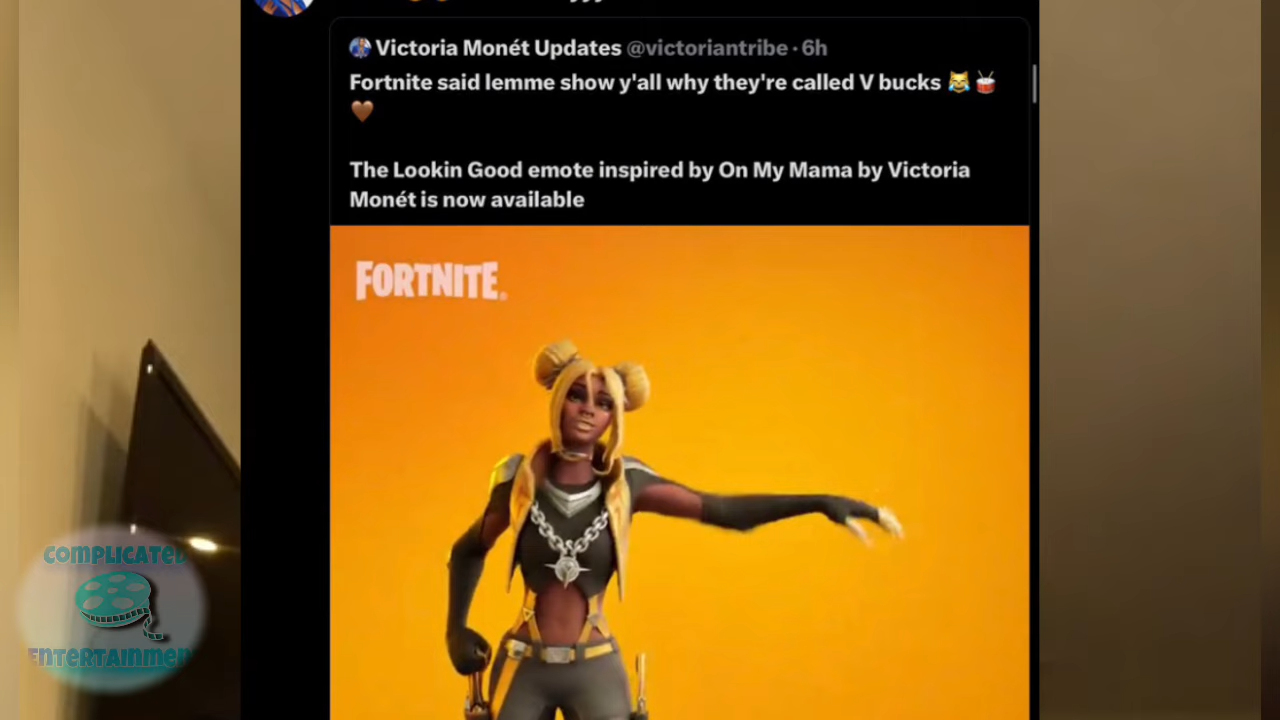 Victoria Monét Updates @victoriantribe · 6h
Fortnite said lemme show y'all why they're called V bucks 😹🥁
🤎
The Lookin Good emote inspired by On My Mama by Victoria
Monét is now available
FORTNITE
COMPLICATED
ENTERTAINMEN